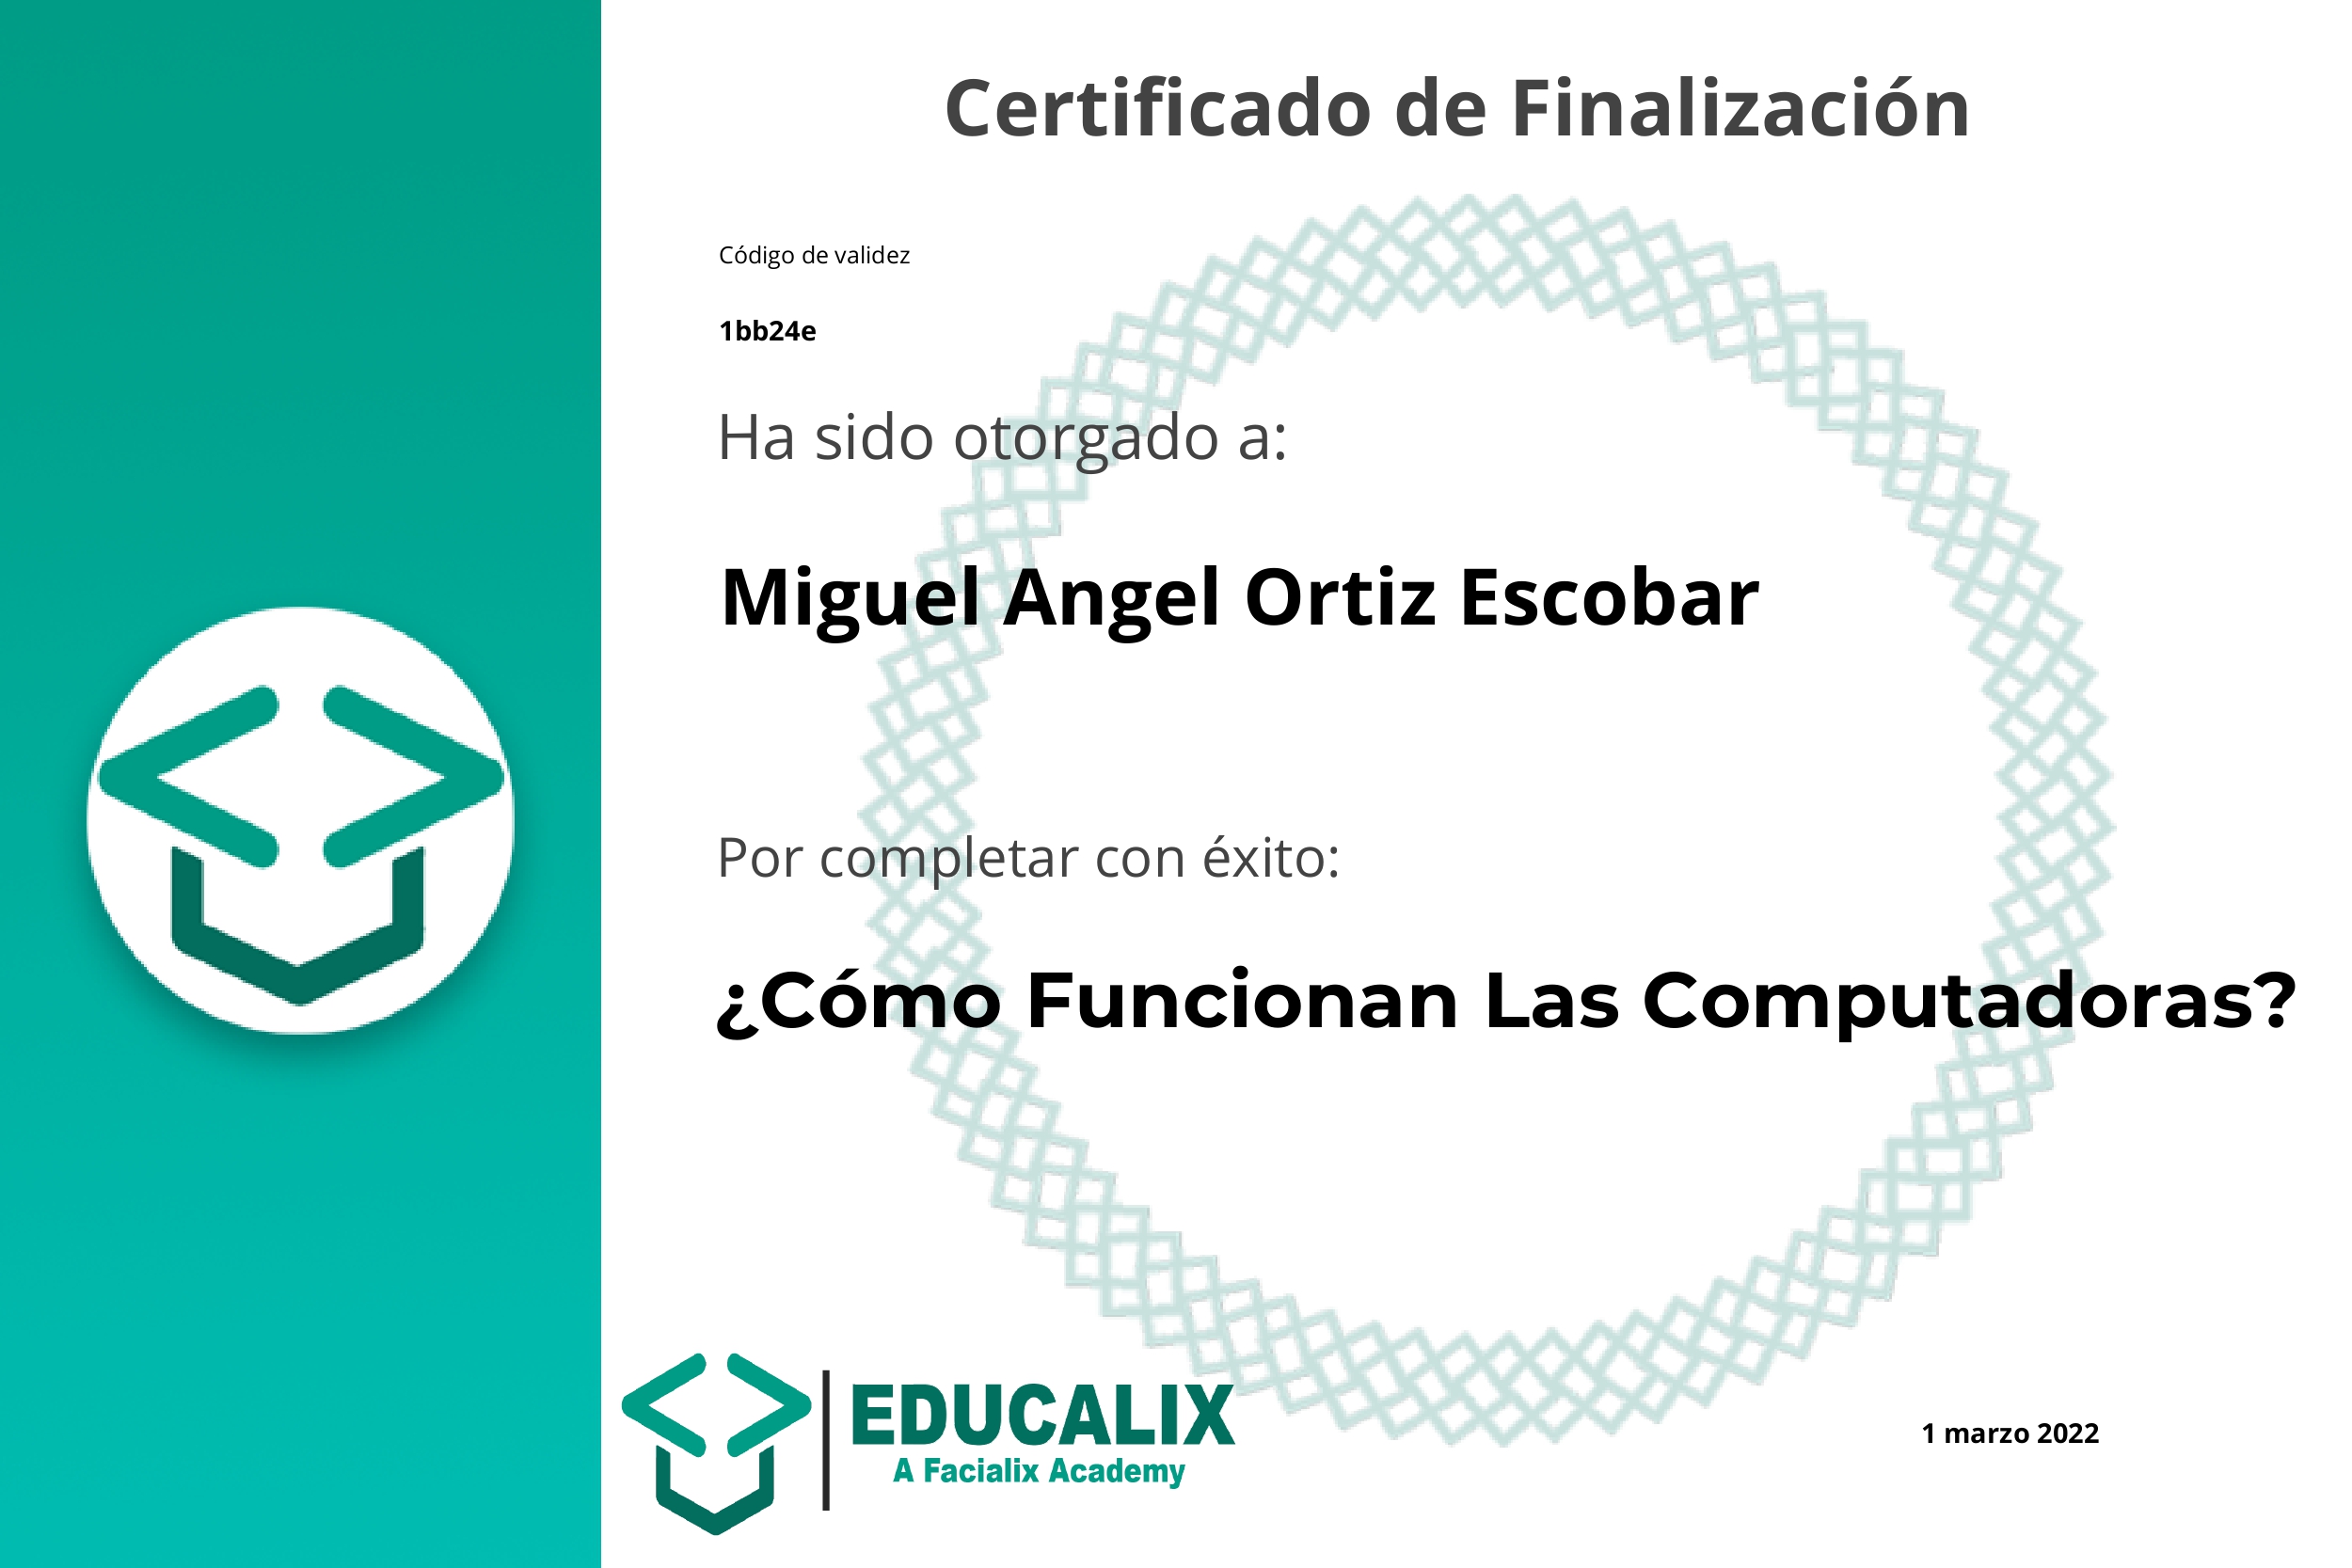 Certificado de Finalización
Código de validez
1bb24e
Ha sido otorgado a:
Miguel Angel Ortiz Escobar
Por completar con éxito:
¿Cómo Funcionan Las Computadoras?
EDUCALIX
A Facialix Academy
1 marzo 2022